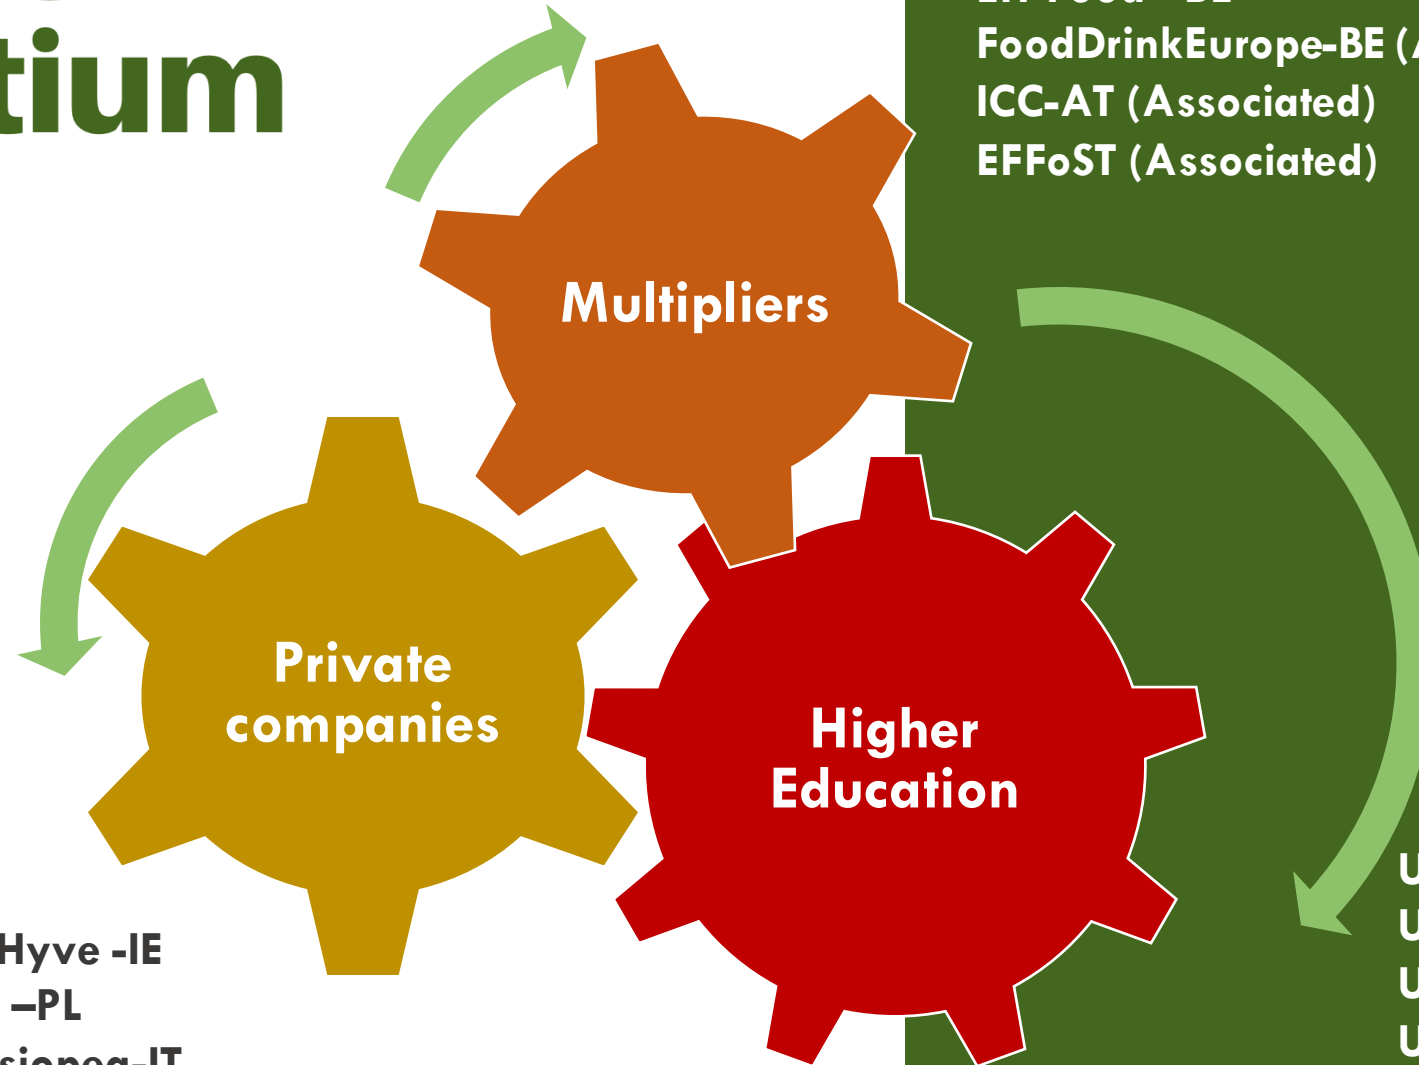 tium
FoodDrinkEurope-BE (
ICC-AT (Associated)
EFFoST (Associated)
Multipliers
Private
companies
Higher
Education
Hyve -IE
–PL
U
U
U
U